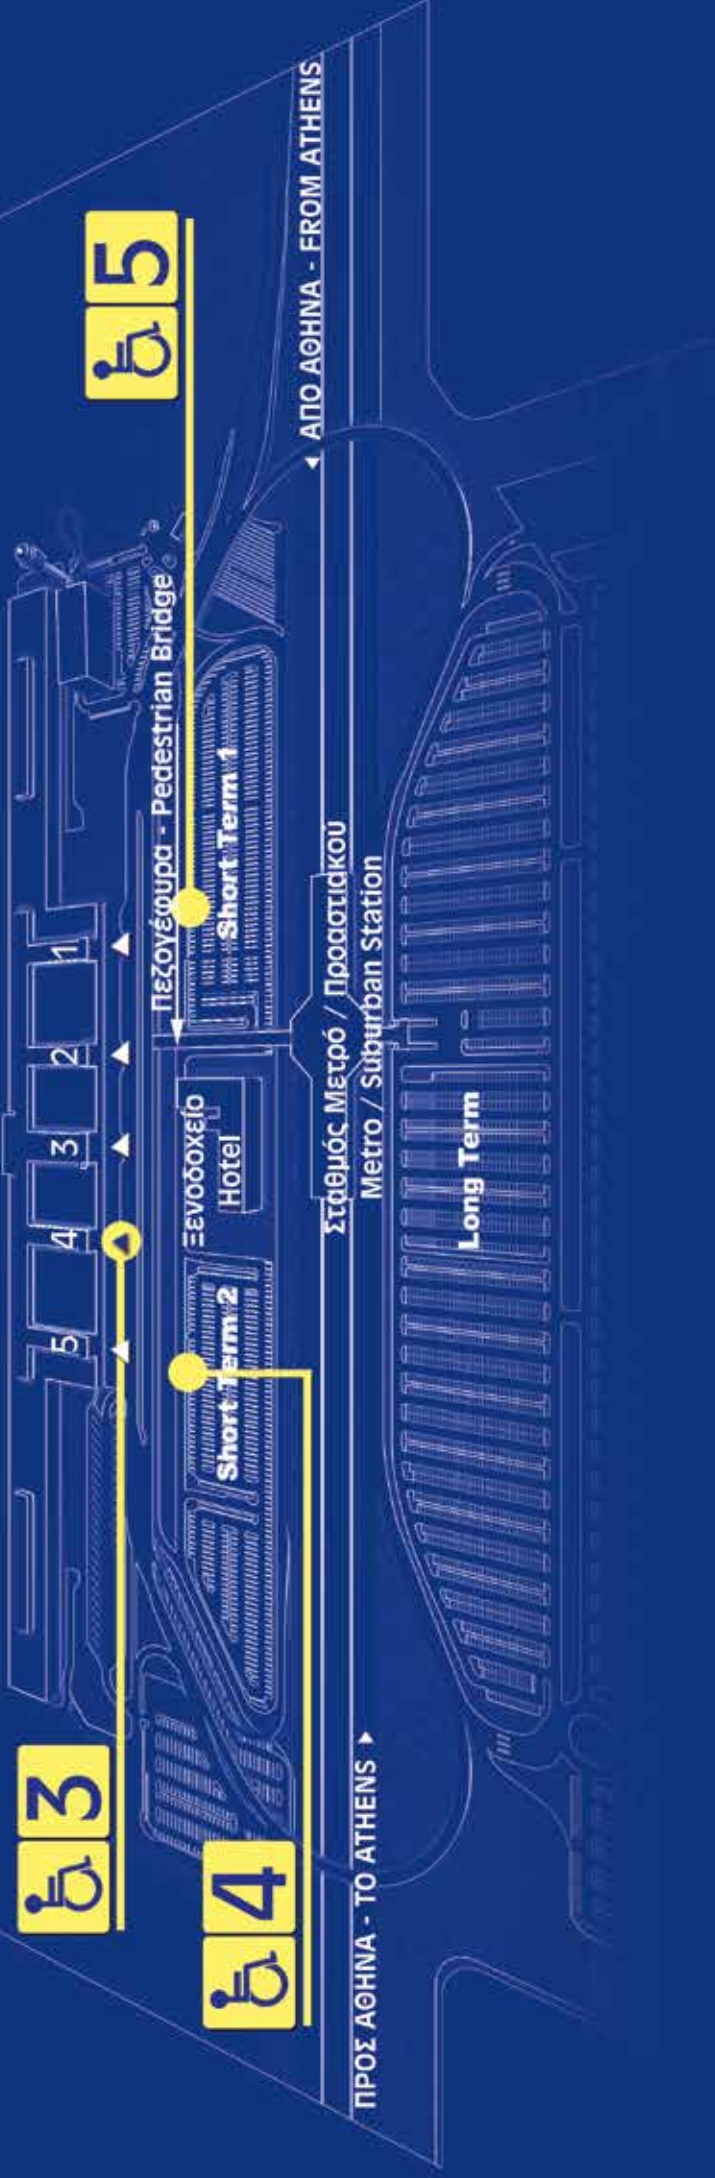 3
4
5
5
4
3
2
1
Πεζογέφυρα - Pedestrian Bridge
Ξενοδοχείο
Hotel
Short Term 2
Short Term 1
ΑΠΟ ΑΘΗΝΑ - FROM ATHENS
Σταθμός Μετρό / Προαστιακού
Metro / Suburban Station
ΠΡΟΣ ΑΘΗΝΑ - TO ATHENS
Long Term